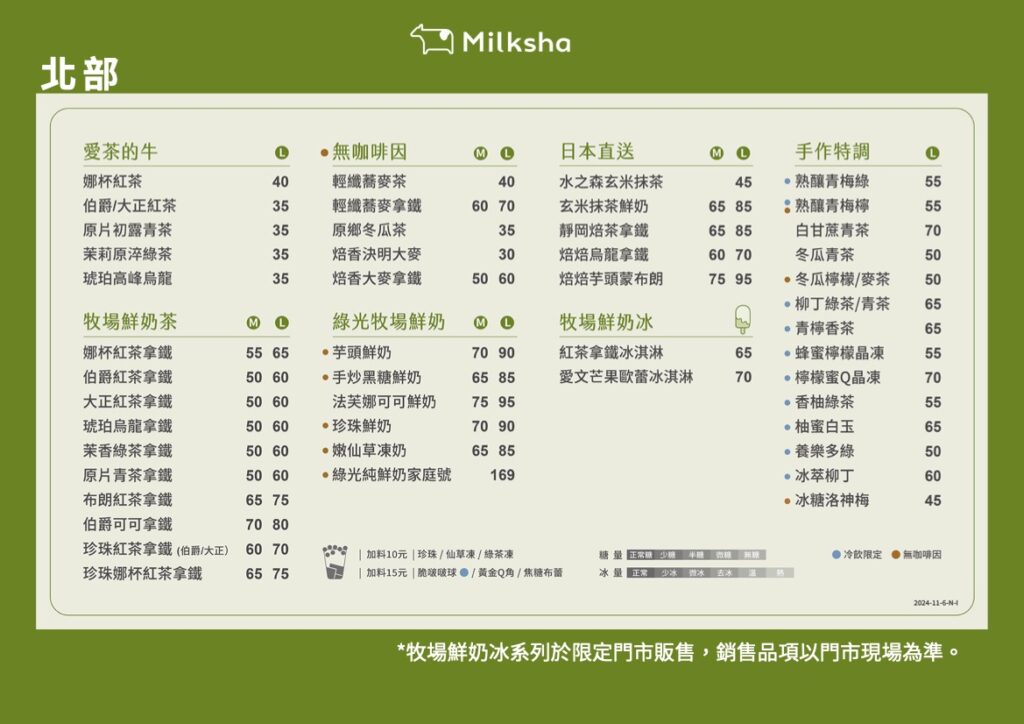 Milksha
北部
愛茶的牛 L
娜杯紅茶 40
伯爵/大正紅茶 35
原片初露青茶 35
茉莉原淬綠茶 35
琥珀高峰烏龍 35
牧場鮮奶茶 M L
娜杯紅茶拿鐵 55 65
伯爵紅茶拿鐵 50 60
大正紅茶拿鐵 50 60
琥珀烏龍拿鐵 50 60
茉香綠茶拿鐵 50 60
原片青茶拿鐵 50 60
布朗紅茶拿鐵 65 75
伯爵可可拿鐵 70 80
珍珠紅茶拿鐵 (伯爵/大正) 60 70
珍珠娜杯紅茶拿鐵 65 75
無咖啡因 M L
輕纖蕎麥茶 40
輕纖蕎麥拿鐵 60 70
原鄉冬瓜茶 35
焙香決明大麥 30
焙香大麥拿鐵 50 60
綠光牧場鮮奶 M L
芋頭鮮奶 70 90
手炒黑糖鮮奶 65 85
法芙娜可可鮮奶 75 95
珍珠鮮奶 70 90
嫩仙草凍奶 65 85
綠光純鮮奶家庭號 169
日本直送 M L
水之森玄米抹茶 45
玄米抹茶鮮奶 65 85
靜岡焙茶拿鐵 65 85
焙焙烏龍拿鐵 60 70
焙焙芋頭蒙布朗 75 95
牧場鮮奶冰
紅茶拿鐵冰淇淋 65
愛文芒果歐蕾冰淇淋 70
手作特調 L
熟釀青梅綠 55
熟釀青梅檸 55
白甘蔗青茶 70
冬瓜青茶 50
冬瓜檸檬/麥茶 50
柳丁綠茶/青茶 65
青檸香茶 65
蜂蜜檸檬晶凍 55
檸檬蜜Q晶凍 70
香柚綠茶 55
柚蜜白玉 65
養樂多綠 50
冰萃柳丁 60
冰糖洛神梅 45
| 加料10元 | 珍珠 / 仙草凍 / 綠茶凍
| 加料15元 | 脆啵啵球 / 黃金Q角 / 焦糖布蕾
糖 量 正常糖 少糖 半糖 微糖 無糖
冰 量 正常 少冰 微冰 去冰 溫 熱
冷飲限定 無咖啡因
2024-11-6-N-I
*牧場鮮奶冰系列於限定門市販售，銷售品項以門市現場為準。